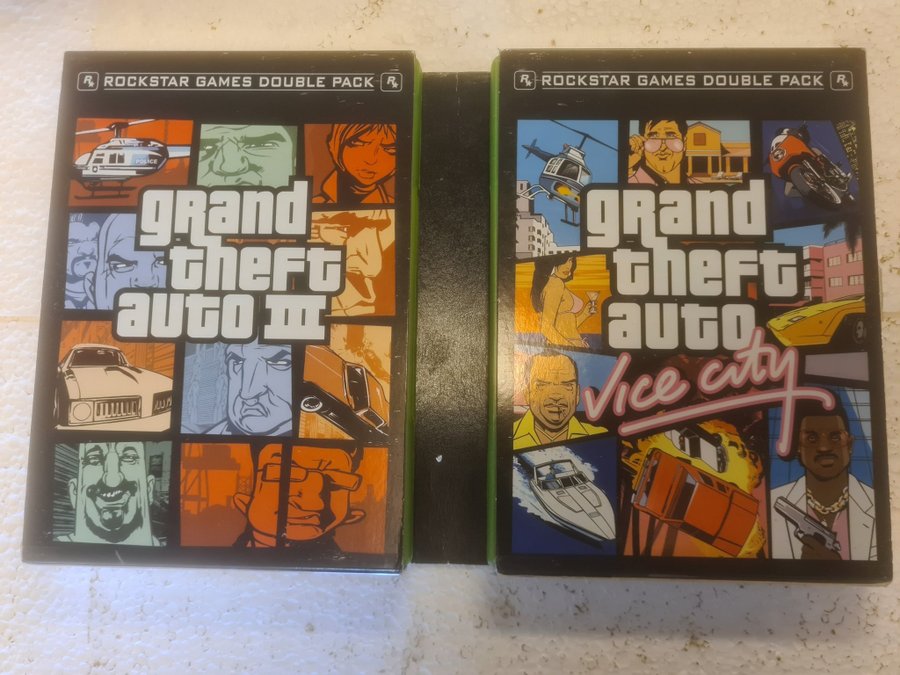 R★ ROCKSTAR GAMES DOUBLE PACK R★
POLICE
grand
theft
auto III
R★ ROCKSTAR GAMES DOUBLE PACK R★
grand
theft
auto
Vice City